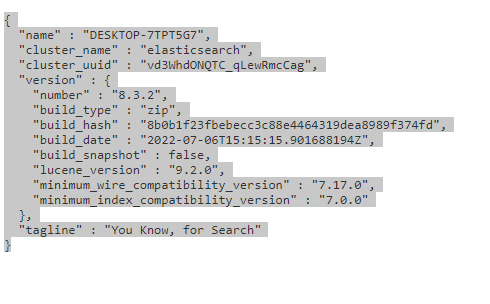 {
"name" : "DESKTOP-7TPT5G7",
"cluster_name" : "elasticsearch",
"cluster_uuid" : "vd3WhdONQTC_qLewRmcCag",
"version" : {
"number" : "8.3.2",
"build_type" : "zip",
"build_hash" : "8b0b1f23fbebecc3c88e4464319dea8989f374fd",
"build_date" : "2022-07-06T15:15:15.901688194Z",
"build_snapshot" : false,
"lucene_version" : "9.2.0",
"minimum_wire_compatibility_version" : "7.17.0",
"minimum_index_compatibility_version" : "7.0.0"
},
"tagline" : "You Know, for Search"
}